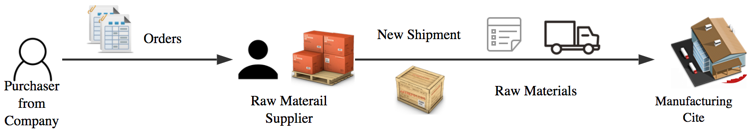 Orders
Purchaser
from
Company
Raw Materail
Supplier
New Shipment
Raw Materials
Manufacturing
Cite